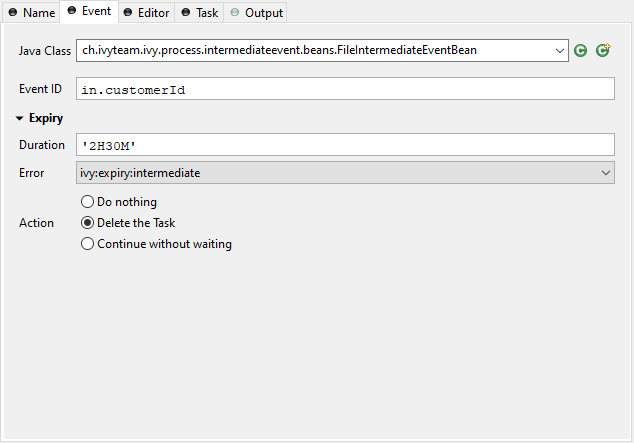 Name Event Editor Task Output
Java Class ch.ivyteam.ivy.process.intermediateevent.beans.FileIntermediateEventBean
Event ID in.customerId
Expiry
Duration '2H30M'
Error ivy:expiry:intermediate
Do nothing
Action Delete the Task
Continue without waiting